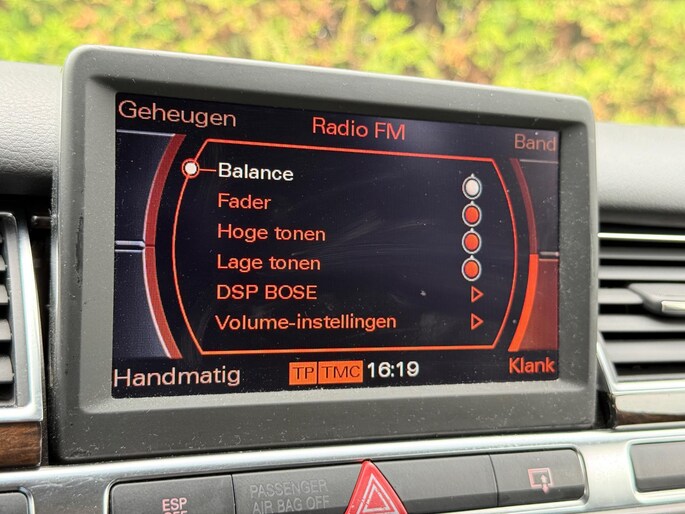 Geheugen
Radio FM
Band
Balance
Fader
Hoge tonen
Lage tonen
DSP BOSE
Volume-instellingen
Handmatig
TP TMC 16:19
Klank
ESP
OFF
PASSENGER
AIR BAG OFF